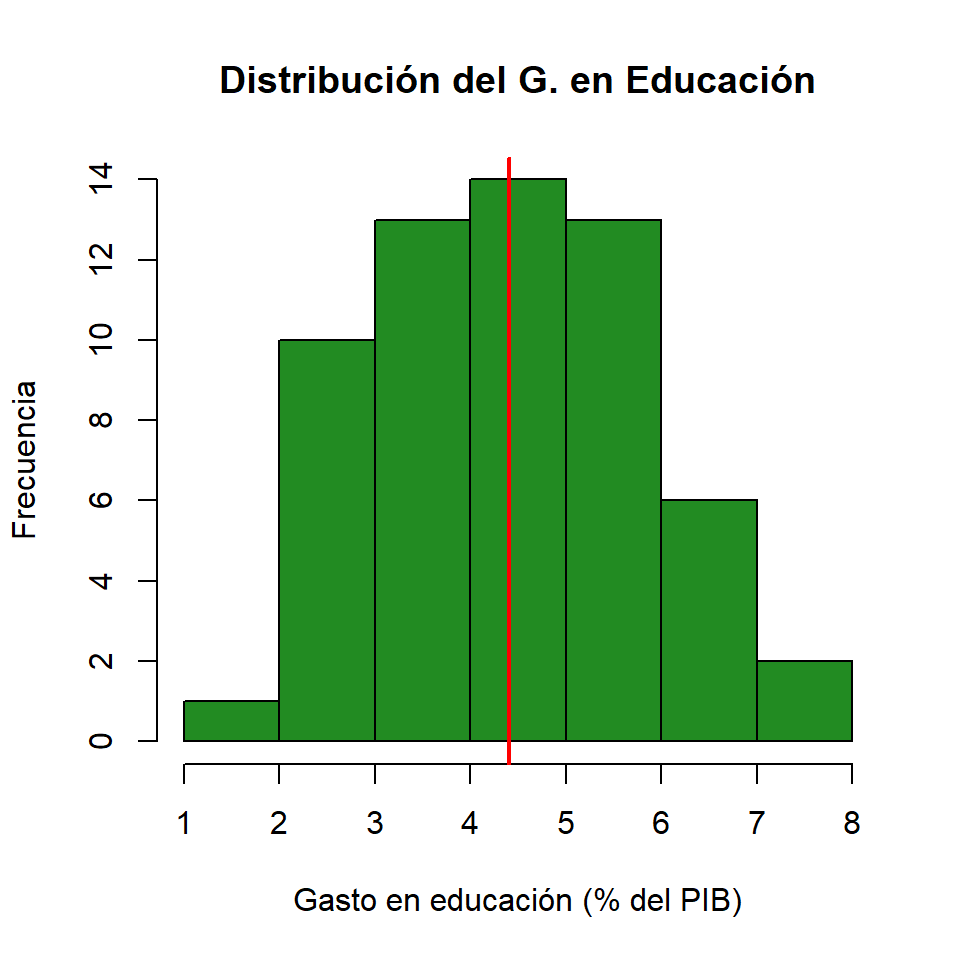 Distribución del G. en Educación
14
12
10
8
6
4
2
0
Frecuencia
1 2 3 4 5 6 7 8
Gasto en educación (% del PIB)